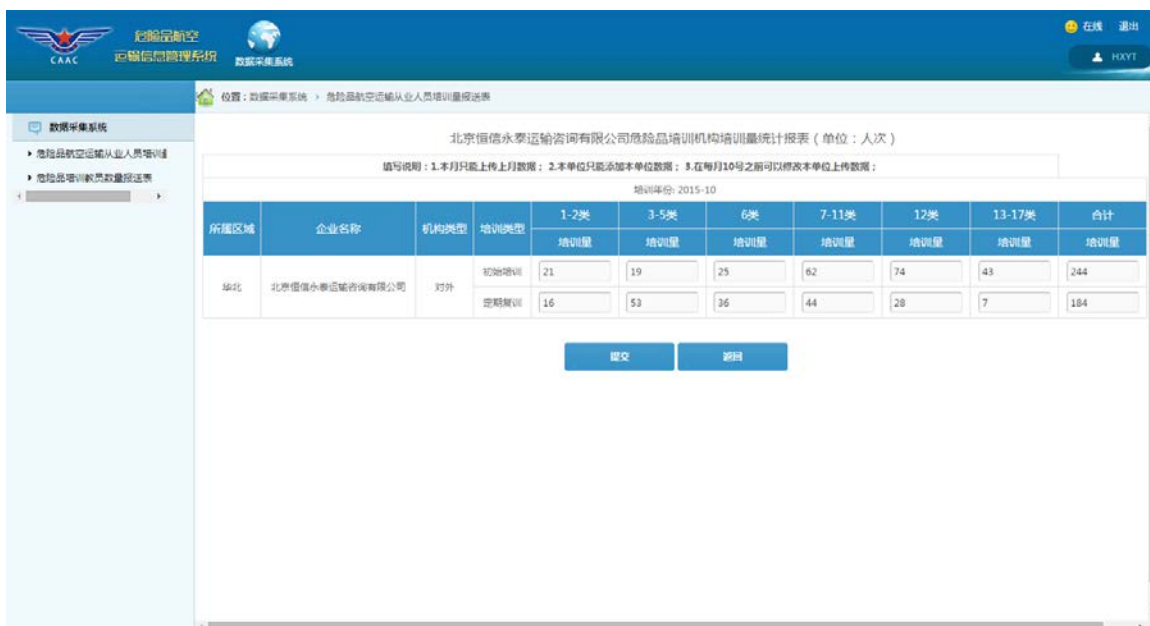 危险品航空
运输信息管理系统
CAAC
数据采集系统
在线 退出
HXYT
位置：数据采集系统 › 危险品航空运输从业人员培训量报送表
数据采集系统
危险品航空运输从业人员培训量
危险品培训教员数量报送表
北京恒信永泰运输咨询有限公司危险品培训机构培训量统计报表（单位：人次）
填写说明：1.本月只能上传上月数据； 2.本单位只能添加本单位数据； 3.在每月10号之前可以修改本单位上传数据；
培训年份: 2015-10
所属区域 企业名称 机构类型 培训类型 1-2类 3-5类 6类 7-11类 12类 13-17类 合计
培训量 培训量 培训量 培训量 培训量 培训量 培训量
华北 北京恒信永泰运输咨询有限公司 对外 初始培训 21 19 25 62 74 43 244
定期复训 16 53 36 44 28 7 184
提交 返回